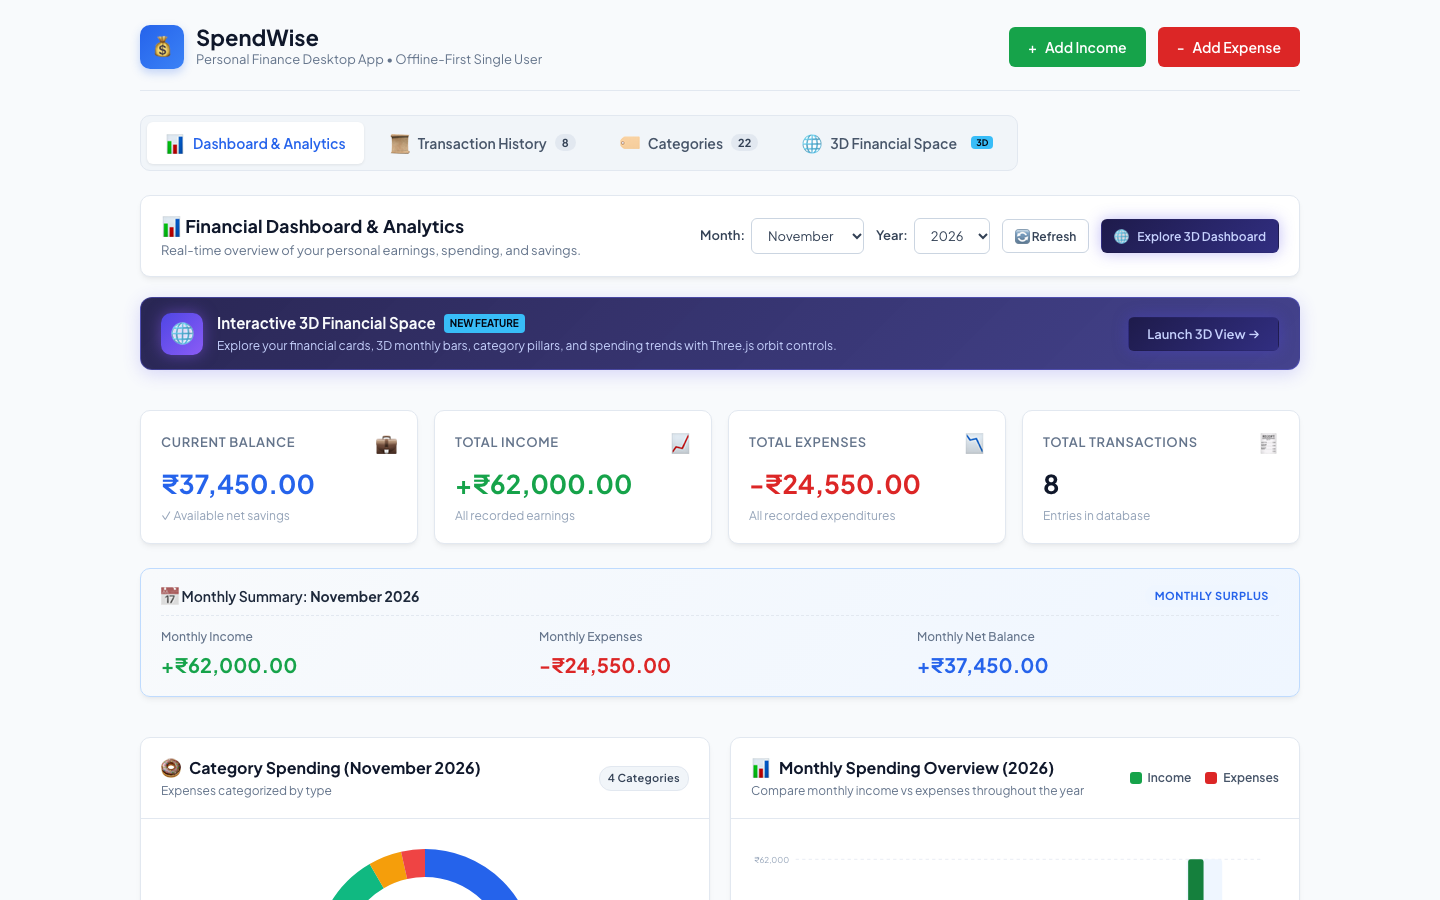 SpendWise
Personal Finance Desktop App • Offline-First Single User
+ Add Income
- Add Expense
Dashboard & Analytics
Transaction History 8
Categories 22
3D Financial Space 3D
Financial Dashboard & Analytics
Real-time overview of your personal earnings, spending, and savings.
Month: November
Year: 2026
Refresh
Explore 3D Dashboard
Interactive 3D Financial Space NEW FEATURE
Explore your financial cards, 3D monthly bars, category pillars, and spending trends with Three.js orbit controls.
Launch 3D View →
CURRENT BALANCE
₹37,450.00
✓ Available net savings
TOTAL INCOME
+₹62,000.00
All recorded earnings
TOTAL EXPENSES
-₹24,550.00
All recorded expenditures
TOTAL TRANSACTIONS
8
Entries in database
Monthly Summary: November 2026
MONTHLY SURPLUS
Monthly Income
+₹62,000.00
Monthly Expenses
-₹24,550.00
Monthly Net Balance
+₹37,450.00
Category Spending (November 2026)
Expenses categorized by type
4 Categories
Monthly Spending Overview (2026)
Compare monthly income vs expenses throughout the year
Income
Expenses
₹62,000